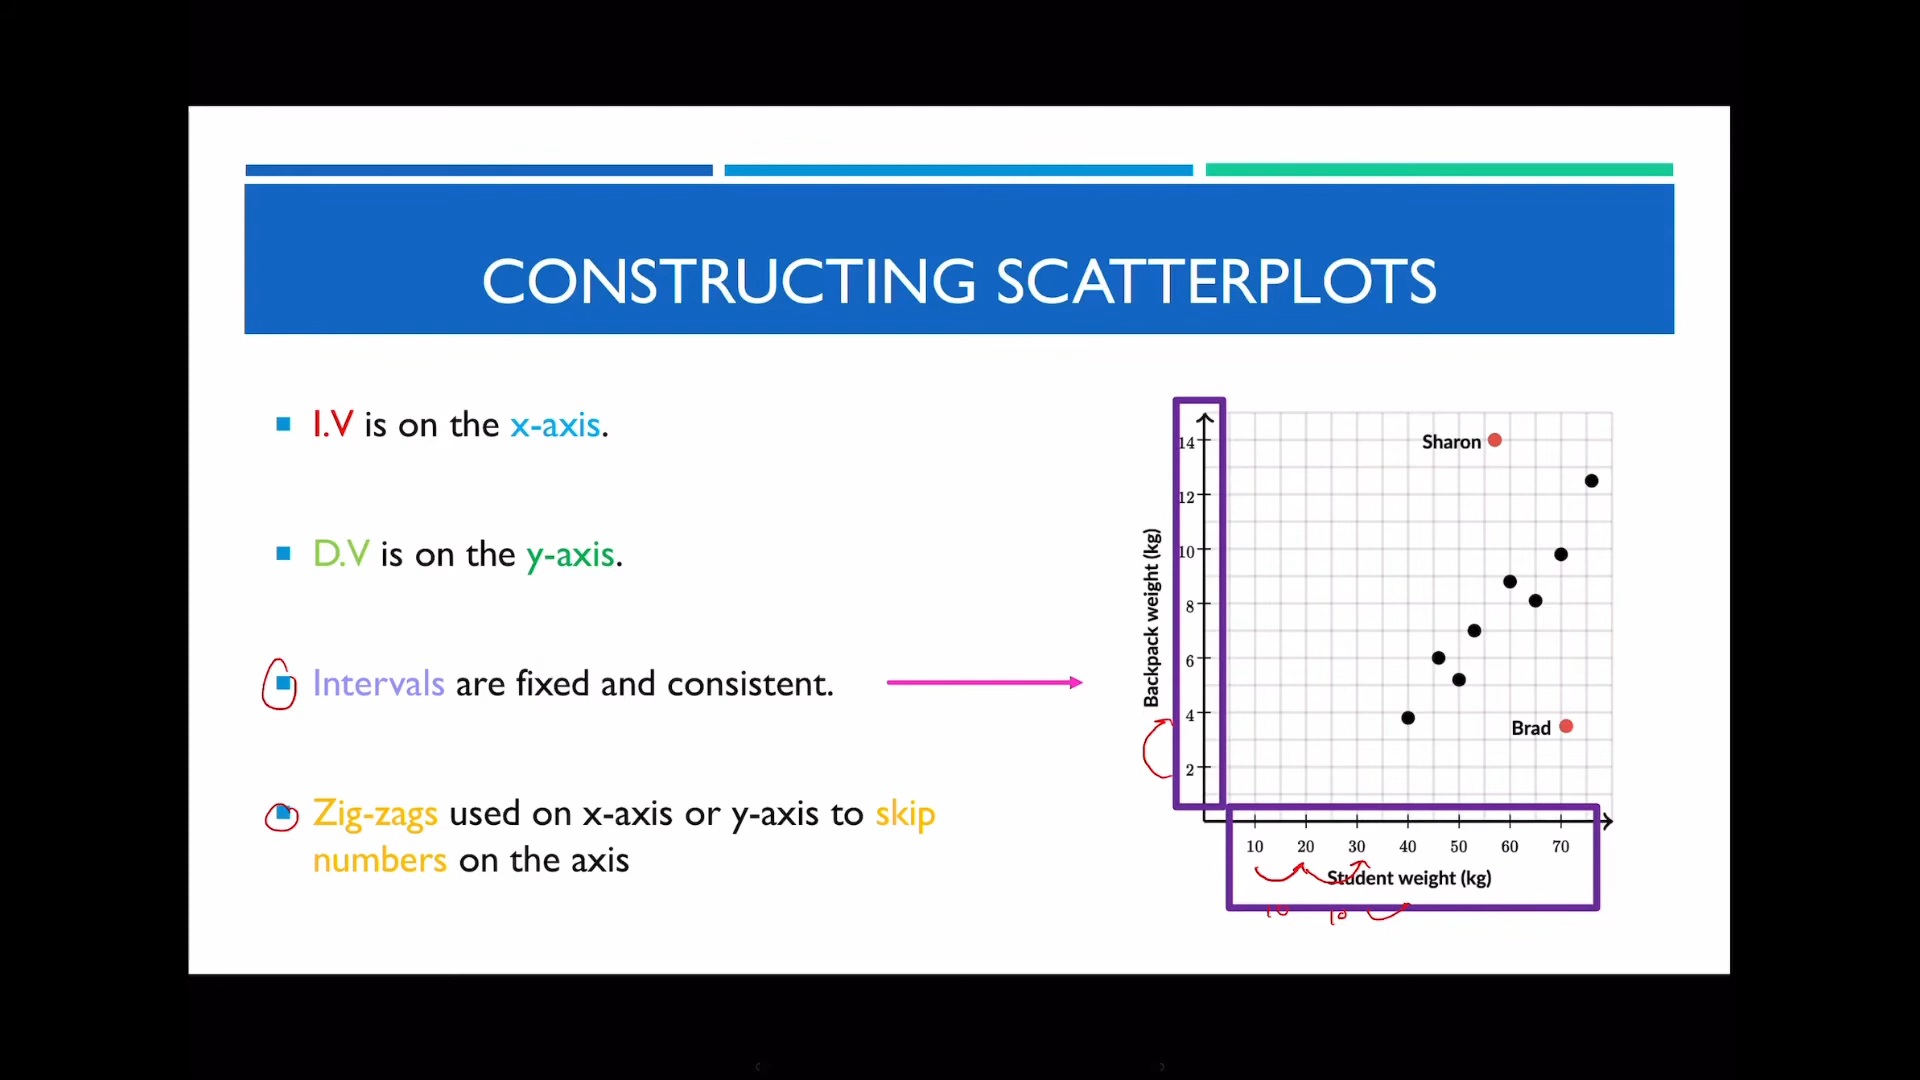 CONSTRUCTING SCATTERPLOTS
I.V is on the x-axis.
D.V is on the y-axis.
Intervals are fixed and consistent.
Zig-zags used on x-axis or y-axis to skip
numbers on the axis
Backpack weight (kg)
14
12
10
8
6
4
2
Sharon
Brad
10 20 30 40 50 60 70
Student weight (kg)
10 10